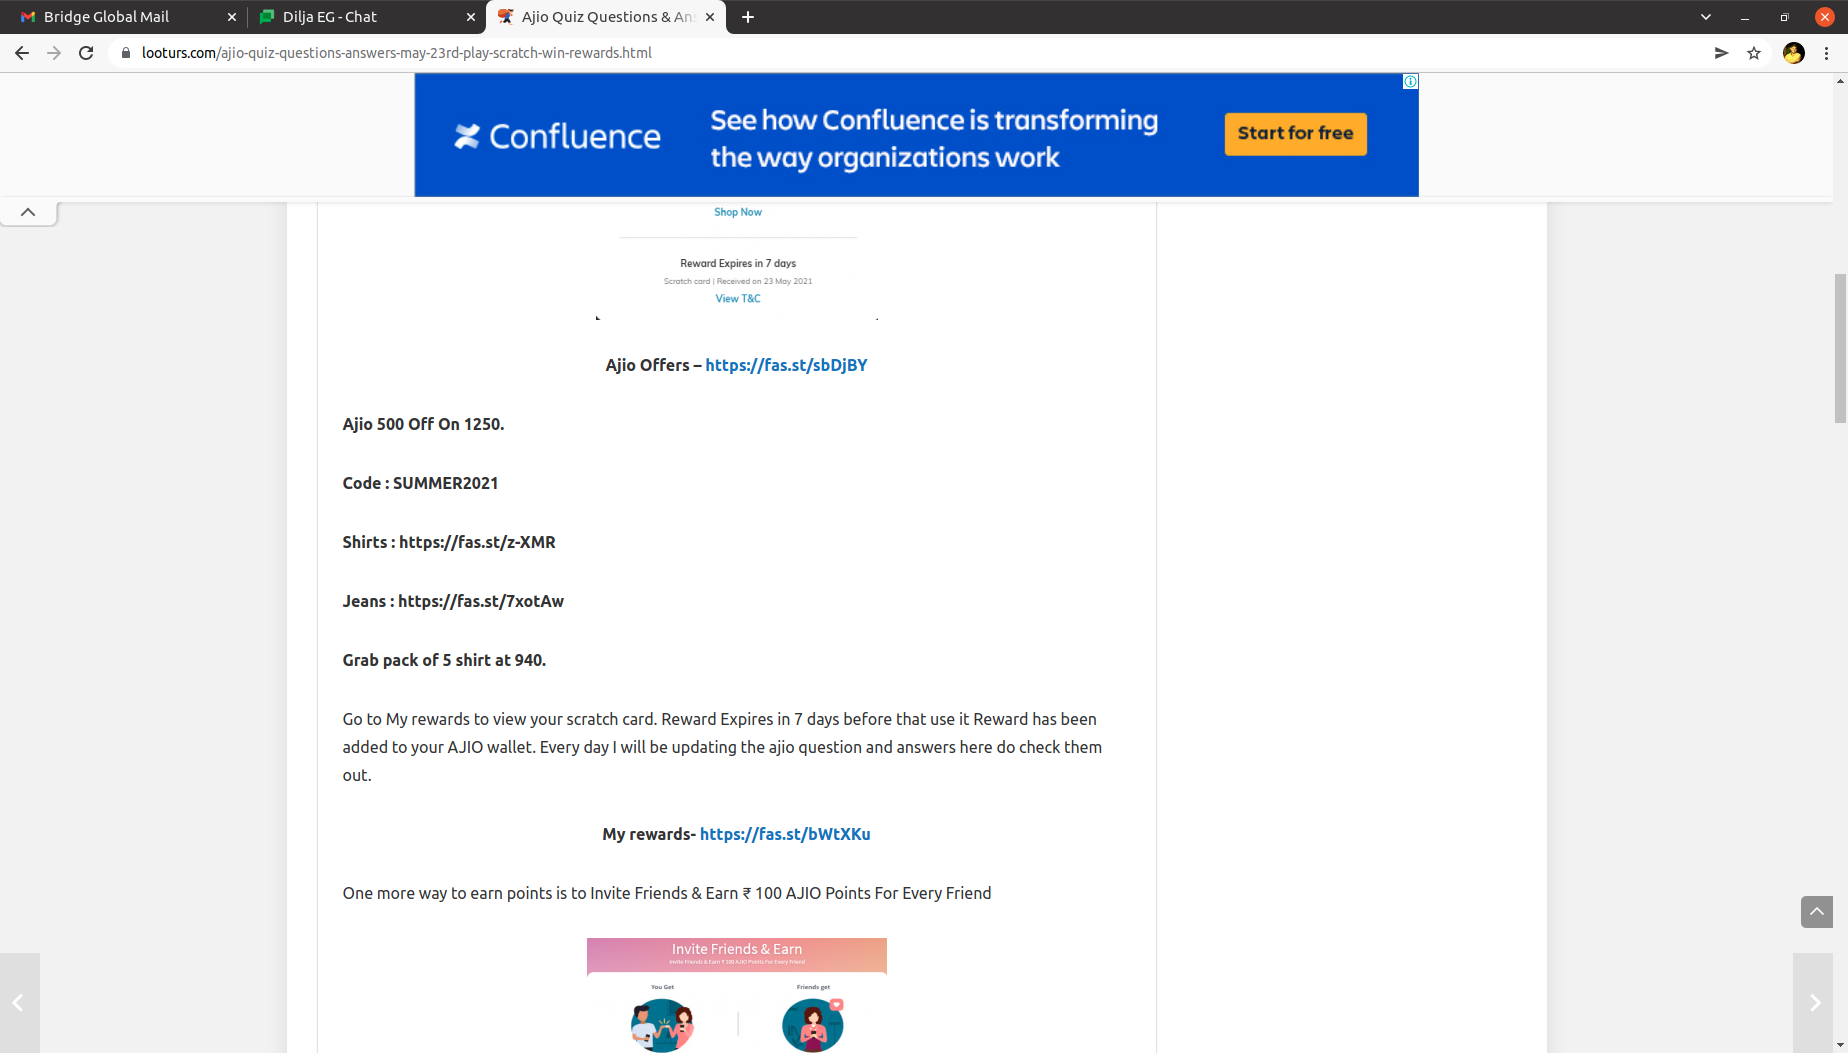 Bridge Global Mail
Dilja EG - Chat
Ajio Quiz Questions & An
looturs.com/ajio-quiz-questions-answers-may-23rd-play-scratch-win-rewards.html
Confluence
See how Confluence is transforming
the way organizations work
Start for free
Shop Now
Reward Expires in 7 days
Scratch card | Received on 23 May 2021
View T&C
Ajio Offers – https://fas.st/sbDjBY
Ajio 500 Off On 1250.
Code : SUMMER2021
Shirts : https://fas.st/z-XMR
Jeans : https://fas.st/7xotAw
Grab pack of 5 shirt at 940.
Go to My rewards to view your scratch card. Reward Expires in 7 days before that use it Reward has been
added to your AJIO wallet. Every day I will be updating the ajio question and answers here do check them
out.
My rewards- https://fas.st/bWtXKu
One more way to earn points is to Invite Friends & Earn ₹ 100 AJIO Points For Every Friend
Invite Friends & Earn
Invite Friends & Earn ₹ 100 AJIO Points For Every Friend
You Get
Friends get